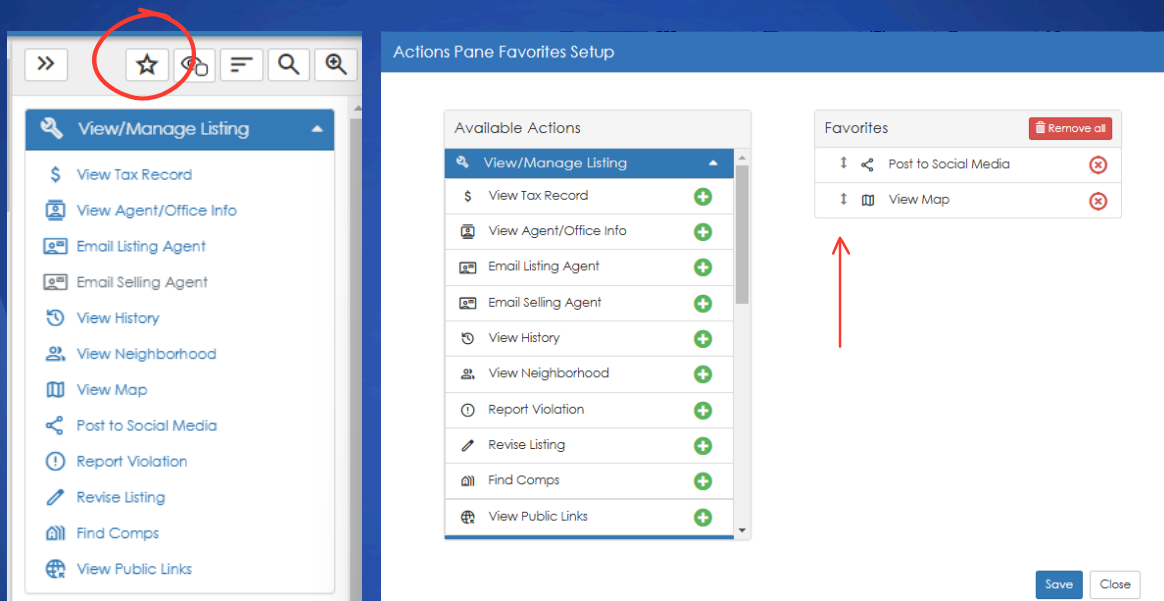 View/Manage Listing
View Tax Record
View Agent/Office Info
Email Listing Agent
Email Selling Agent
View History
View Neighborhood
View Map
Post to Social Media
Report Violation
Revise Listing
Find Comps
View Public Links
Actions Pane Favorites Setup
Available Actions
View/Manage Listing
View Tax Record
View Agent/Office Info
Email Listing Agent
Email Selling Agent
View History
View Neighborhood
Report Violation
Revise Listing
Find Comps
View Public Links
Favorites
Remove all
Post to Social Media
View Map
Save
Close